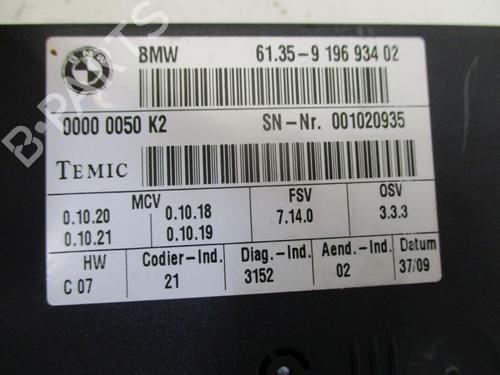 BMW
BMW 61.35-9 196 934 02
0000 0050 K2 SN-Nr. 001020935
TEMIC
MCV FSV OSV
0.10.20 0.10.18 7.14.0 3.3.3
0.10.21 0.10.19
HW Codier-Ind. Diag.-Ind. Aend.-Ind. Datum
C 07 21 3152 02 37/09
B-PARTS